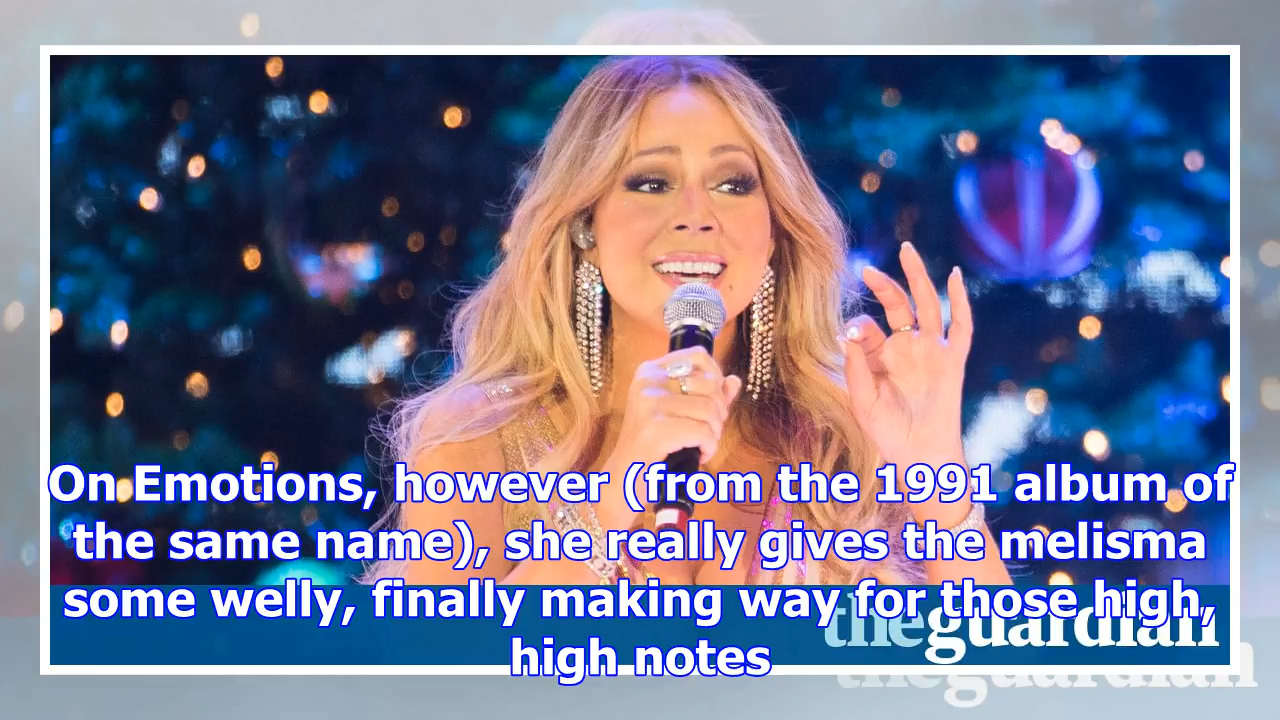 On Emotions, however (from the 1991 album of
the same name), she really gives the melisma
some welly, finally making way for those high,
high notes
theguardian
theguardian